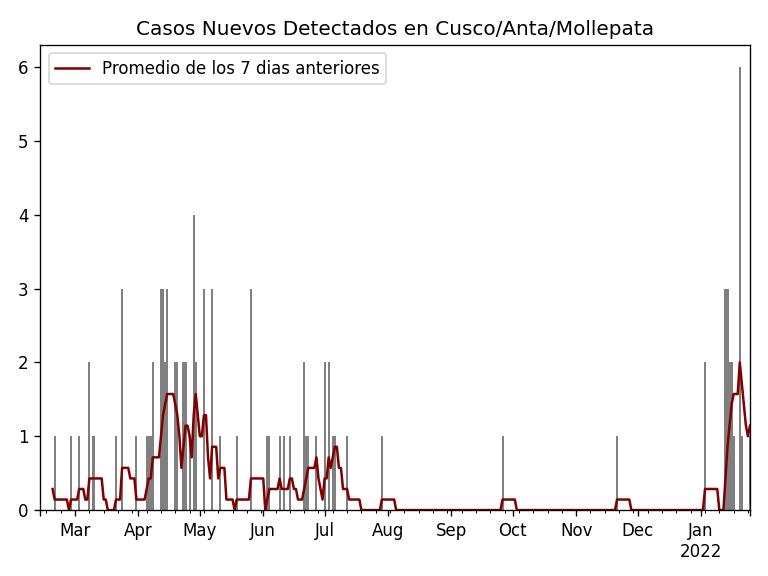 Casos Nuevos Detectados en Cusco/Anta/Mollepata
Promedio de los 7 dias anteriores
6
5
4
3
2
1
0
Mar Apr May Jun Jul Aug Sep Oct Nov Dec Jan
2022